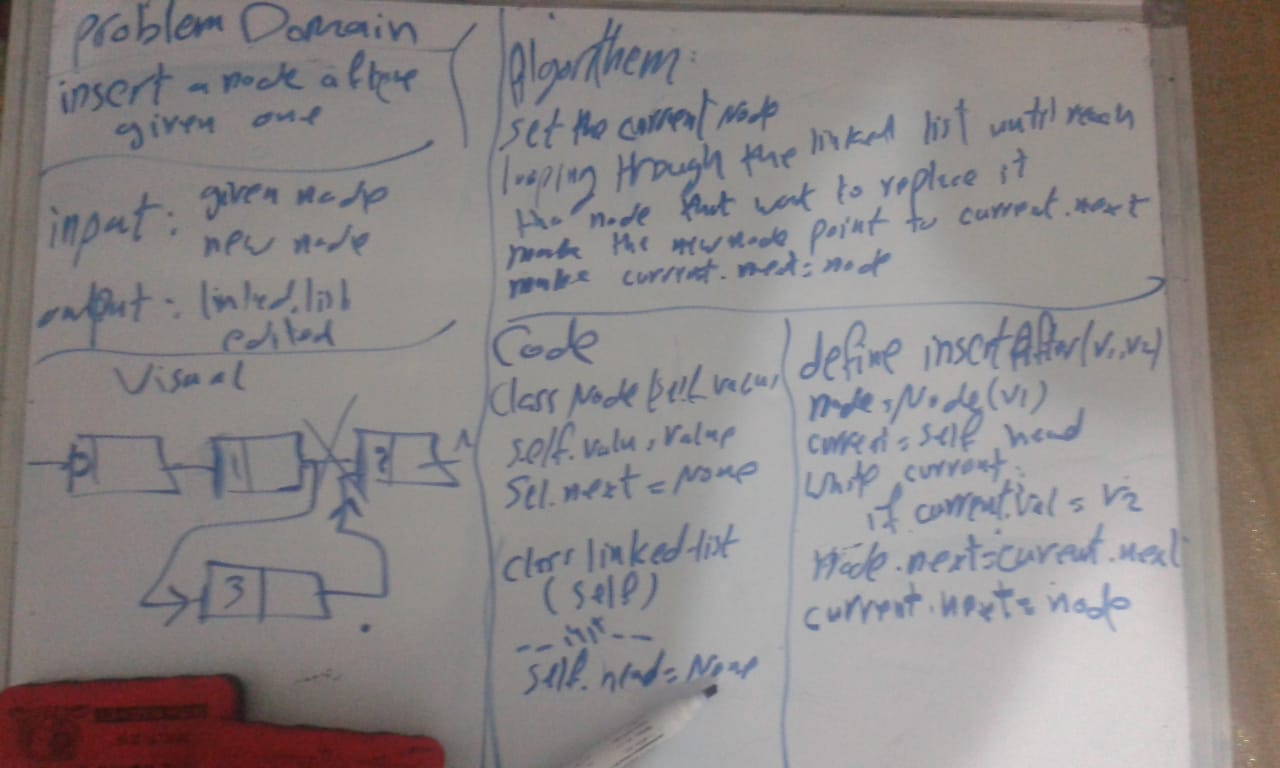 problem Domain
insert a node after
given one
input: given node
new node
output: linked.list
edited
Visual
1
2
3
Algorthem:
set the current Node
looping through the linked list until reach
the node that want to replace it
make the new node point to current.next
make current.next = node
Code
Class Node (self, value)
self.valu = value
Sel.next = None
class linked-list
(self)
__init__
self.head = None
define insertAfter(v1, v2)
node = Node(v1)
current = self head
while current:
if current.val = v2
Node.next = current.next
current.next = node